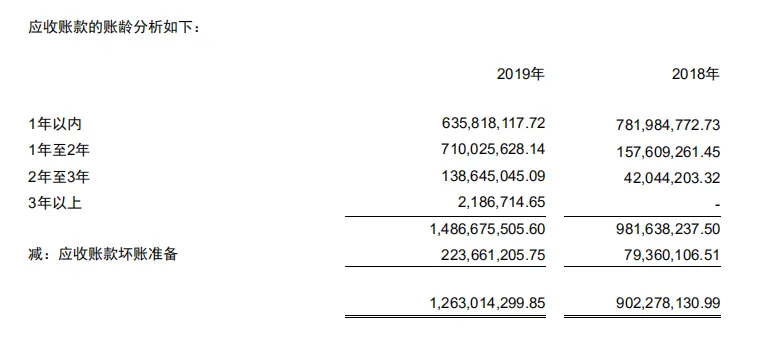 应收账款的账龄分析如下：
2019年 2018年
1年以内 635,818,117.72 781,984,772.73
1年至2年 710,025,628.14 157,609,261.45
2年至3年 138,645,045.09 42,044,203.32
3年以上 2,186,714.65 -
1,486,675,505.60 981,638,237.50
减：应收账款坏账准备 223,661,205.75 79,360,106.51
1,263,014,299.85 902,278,130.99